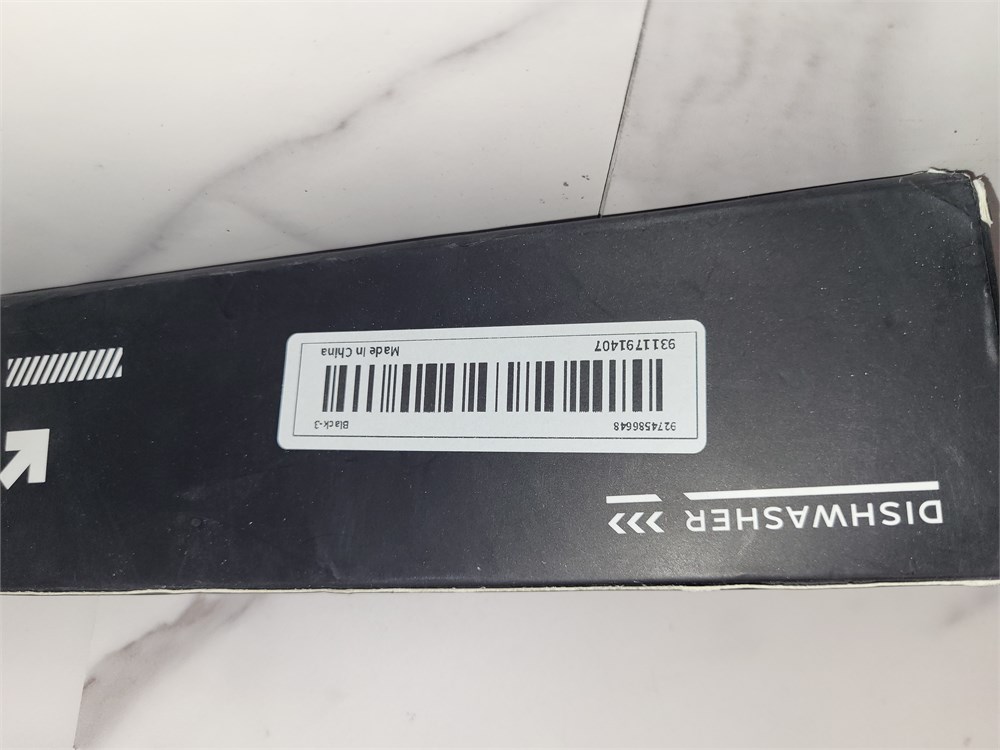 DISHWASHER
9274586648 Black-3
9311791407 Made In China